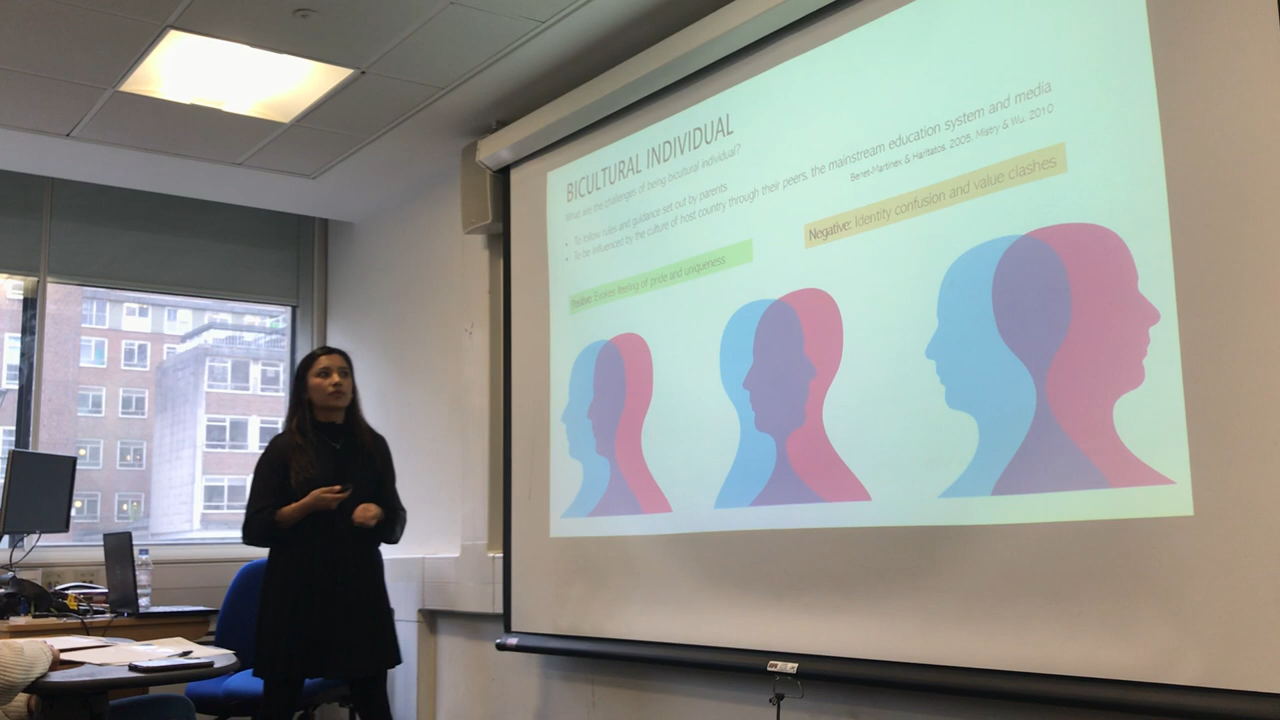 BICULTURAL INDIVIDUAL
What are the challenges of being bicultural individual?
• To follow rules and guidance set out by parents
• To be influenced by the culture of host country through their peers, the mainstream education system and media
Benet-Martinex & Haritatos, 2005, Mistry & Wu, 2010
Positive: Evokes feeling of pride and uniqueness
Negative: Identity confusion and value clashes